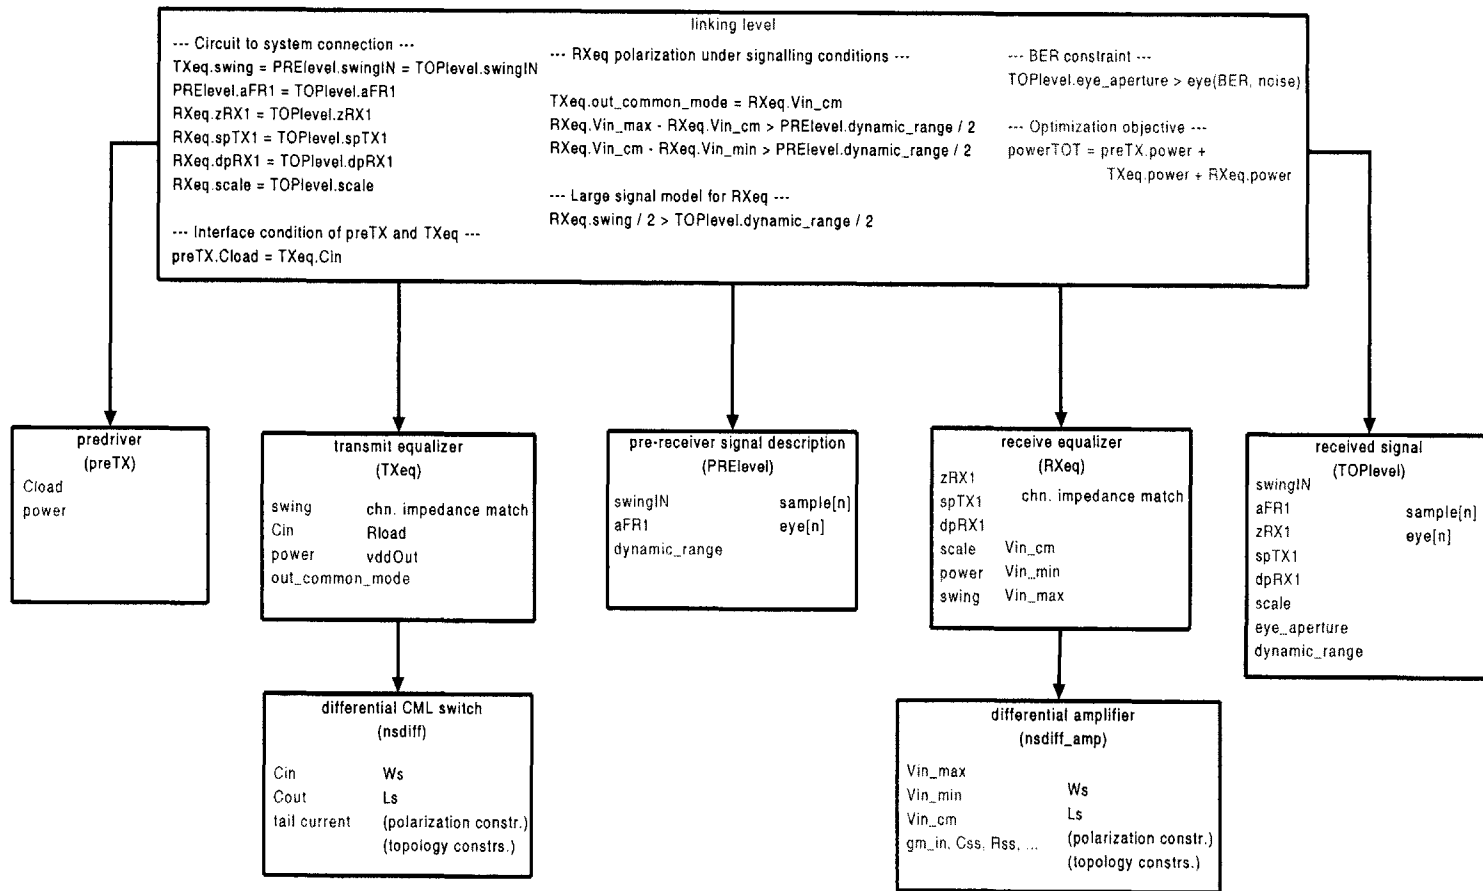 linking level
--- Circuit to system connection ---
TXeq.swing = PRElevel.swingIN = TOPlevel.swingIN
PRElevel.aFR1 = TOPlevel.aFR1
RXeq.zRX1 = TOPlevel.zRX1
RXeq.spTX1 = TOPlevel.spTX1
RXeq.dpRX1 = TOPlevel.dpRX1
RXeq.scale = TOPlevel.scale
--- Interface condition of preTX and TXeq ---
preTX.Cload = TXeq.Cin
--- RXeq polarization under signalling conditions ---
TXeq.out_common_mode = RXeq.Vin_cm
RXeq.Vin_max - RXeq.Vin_cm > PRElevel.dynamic_range / 2
RXeq.Vin_cm - RXeq.Vin_min > PRElevel.dynamic_range / 2
--- Large signal model for RXeq ---
RXeq.swing / 2 > TOPlevel.dynamic_range / 2
--- BER constraint ---
TOPlevel.eye_aperture > eye(BER, noise)
--- Optimization objective ---
powerTOT = preTX.power +
TXeq.power + RXeq.power
predriver
(preTX)
Cload
power
transmit equalizer
(TXeq)
swing chn. impedance match
Cin Rload
power vddOut
out_common_mode
pre-receiver signal description
(PRElevel)
swingIN sample[n]
aFR1 eye[n]
dynamic_range
receive equalizer
(RXeq)
zRX1
spTX1 chn. impedance match
dpRX1
scale Vin_cm
power Vin_min
swing Vin_max
received signal
(TOPlevel)
swingIN
aFR1 sample[n]
zRX1 eye[n]
spTX1
dpRX1
scale
eye_aperture
dynamic_range
differential CML switch
(nsdiff)
Cin Ws
Cout Ls
tail current (polarization constr.)
(topology constrs.)
differential amplifier
(nsdiff_amp)
Vin_max
Vin_min Ws
Vin_cm Ls
gm_in, Css, Rss, ... (polarization constr.)
(topology constrs.)